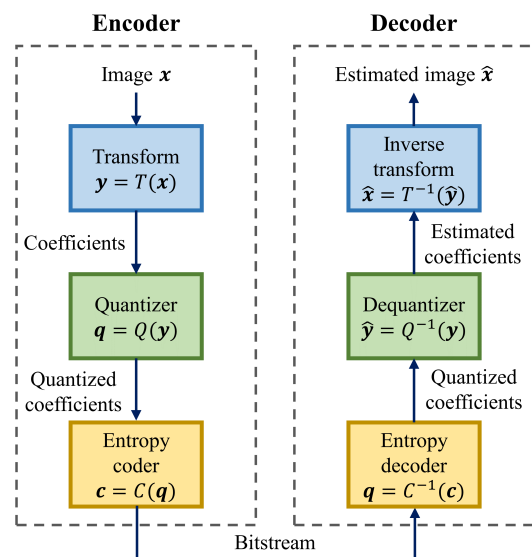 Encoder
Image 𝒙
Transform
𝒚 = 𝑇(𝒙)
Coefficients
Quantizer
𝒒 = 𝑄(𝒚)
Quantized
coefficients
Entropy
coder
𝒄 = 𝐶(𝒒)
Decoder
Estimated image 𝒙̂
Inverse
transform
𝒙̂ = 𝑇⁻¹(𝒚̂)
Estimated
coefficients
Dequantizer
𝒚̂ = 𝑄⁻¹(𝒚)
Quantized
coefficients
Entropy
decoder
𝒒 = 𝐶⁻¹(𝒄)
Bitstream